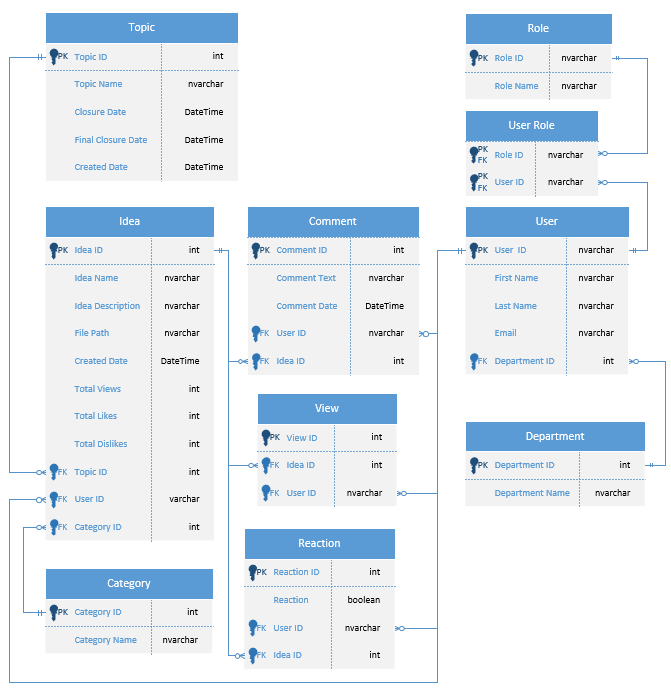 Topic
PK Topic ID int
Topic Name nvarchar
Closure Date DateTime
Final Closure Date DateTime
Created Date DateTime
Role
PK Role ID nvarchar
Role Name nvarchar
User Role
PK
FK Role ID nvarchar
PK
FK User ID nvarchar
Idea
PK Idea ID int
Idea Name nvarchar
Idea Description nvarchar
File Path nvarchar
Created Date DateTime
Total Views int
Total Likes int
Total Dislikes int
FK Topic ID int
FK User ID varchar
FK Category ID int
Comment
PK Comment ID int
Comment Text nvarchar
Comment Date DateTime
FK User ID nvarchar
FK Idea ID int
User
PK User ID nvarchar
First Name nvarchar
Last Name nvarchar
Email nvarchar
FK Department ID int
View
PK View ID int
FK Idea ID int
FK User ID nvarchar
Department
PK Department ID int
Department Name nvarchar
Reaction
PK Reaction ID int
Reaction boolean
FK User ID nvarchar
FK Idea ID int
Category
PK Category ID int
Category Name nvarchar